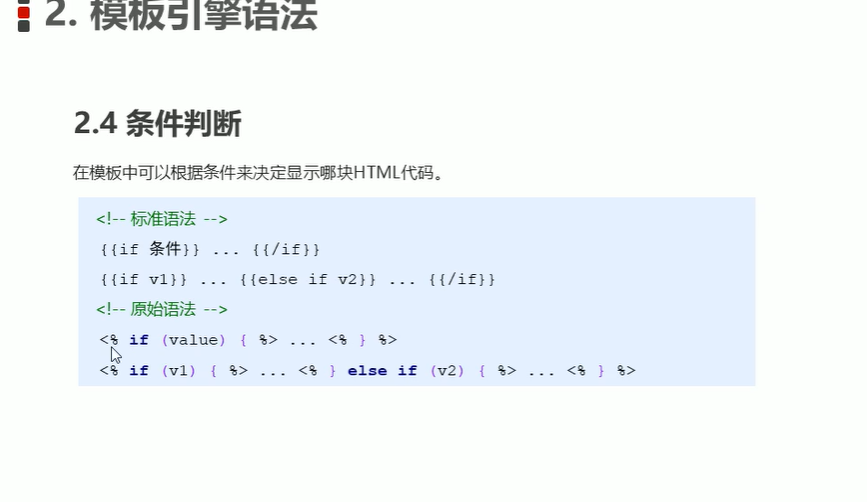 2. 模板引擎语法
2.4 条件判断
在模板中可以根据条件来决定显示哪块HTML代码。
<!-- 标准语法 -->
{{if 条件}} ... {{/if}}
{{if v1}} ... {{else if v2}} ... {{/if}}
<!-- 原始语法 -->
<% if (value) { %> ... <% } %>
<% if (v1) { %> ... <% } else if (v2) { %> ... <% } %>